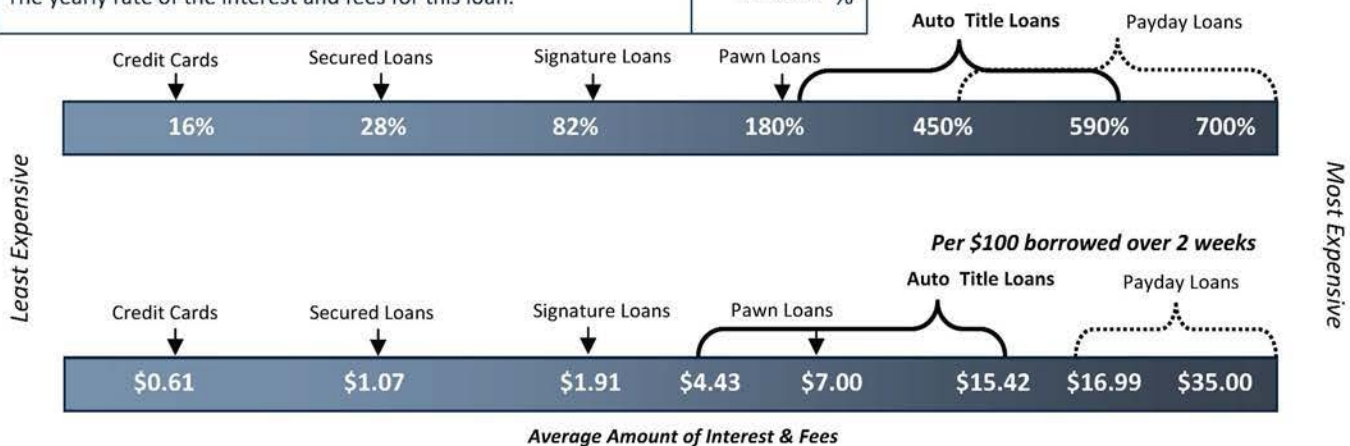 The yearly rate of the interest and fees for this loan.
%
Auto Title Loans
Payday Loans
Credit Cards
Secured Loans
Signature Loans
Pawn Loans
16% 28% 82% 180% 450% 590% 700%
Least Expensive
Most Expensive
Per $100 borrowed over 2 weeks
Auto Title Loans
Payday Loans
Credit Cards
Secured Loans
Signature Loans
Pawn Loans
$0.61 $1.07 $1.91 $4.43 $7.00 $15.42 $16.99 $35.00
Average Amount of Interest & Fees